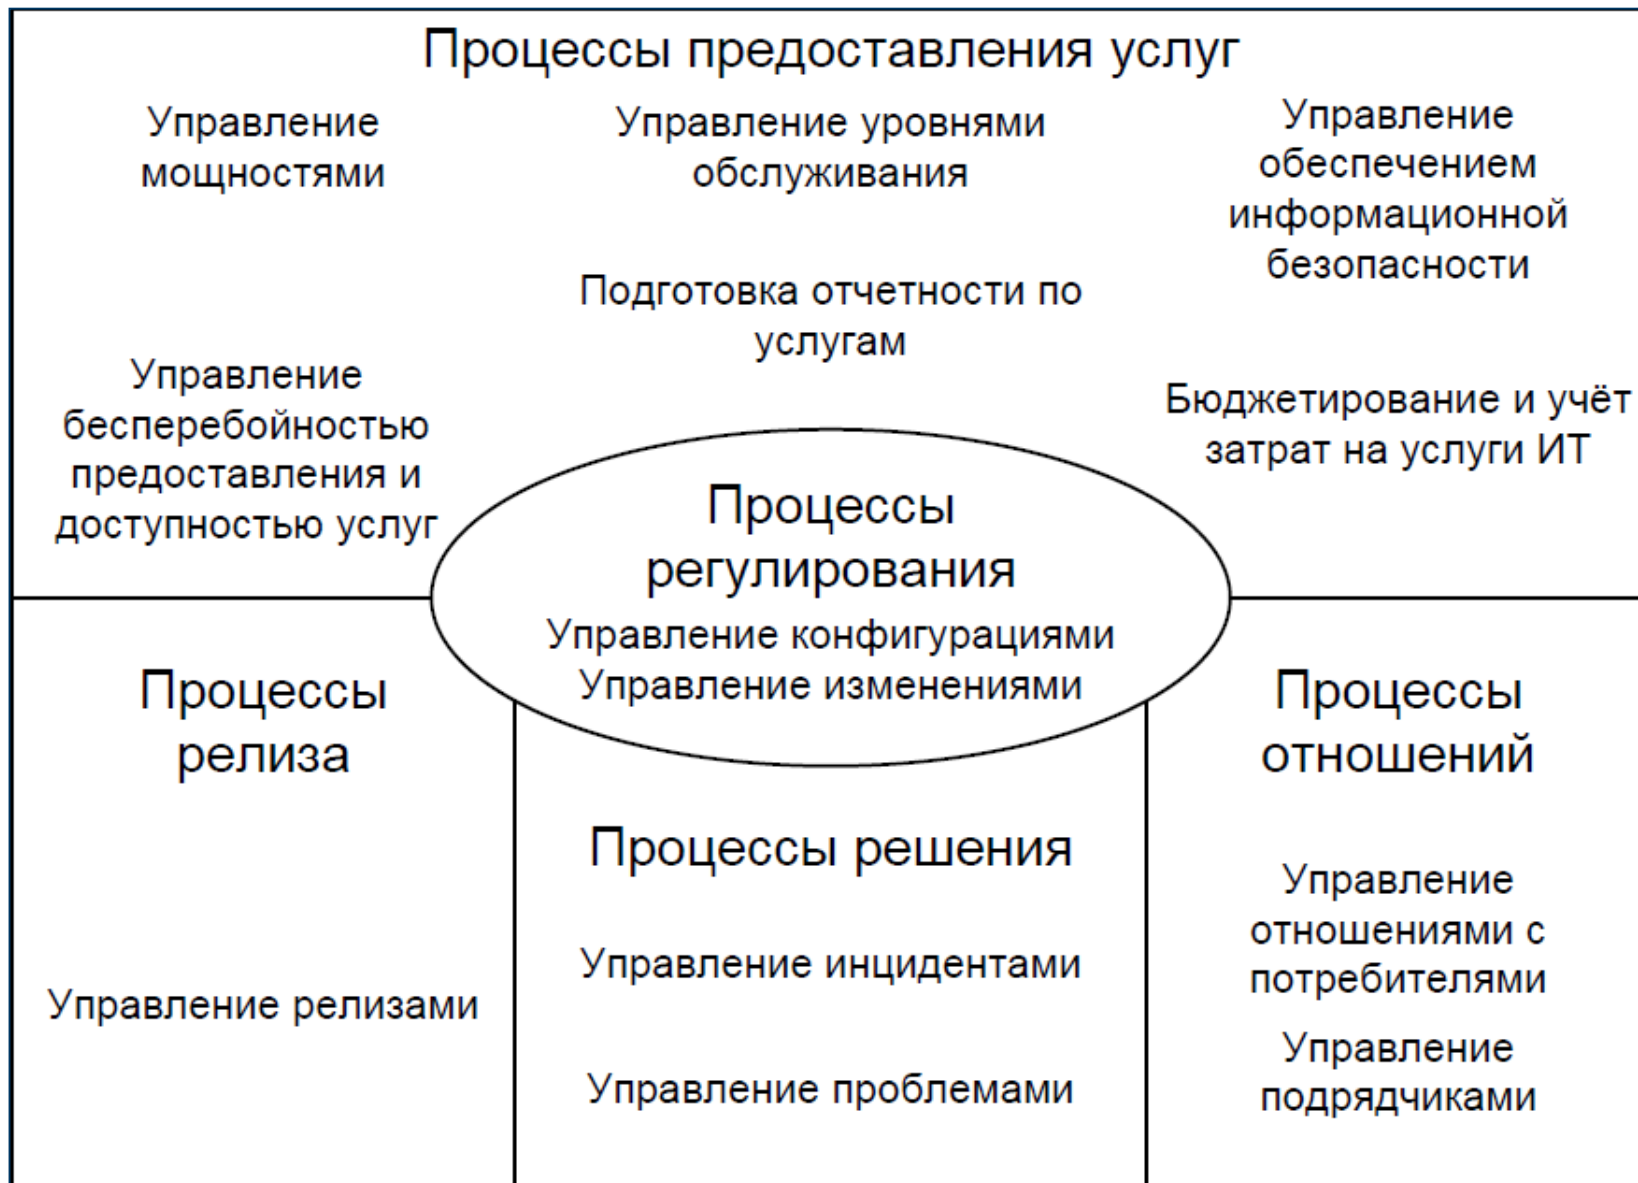 Процессы предоставления услуг
Управление
мощностями
Управление уровнями
обслуживания
Управление
обеспечением
информационной
безопасности
Подготовка отчетности по
услугам
Управление
бесперебойностью
предоставления и
доступностью услуг
Бюджетирование и учёт
затрат на услуги ИТ
Процессы
регулирования
Управление конфигурациями
Управление изменениями
Процессы
релиза
Управление релизами
Процессы решения
Управление инцидентами
Управление проблемами
Процессы
отношений
Управление
отношениями с
потребителями
Управление
подрядчиками